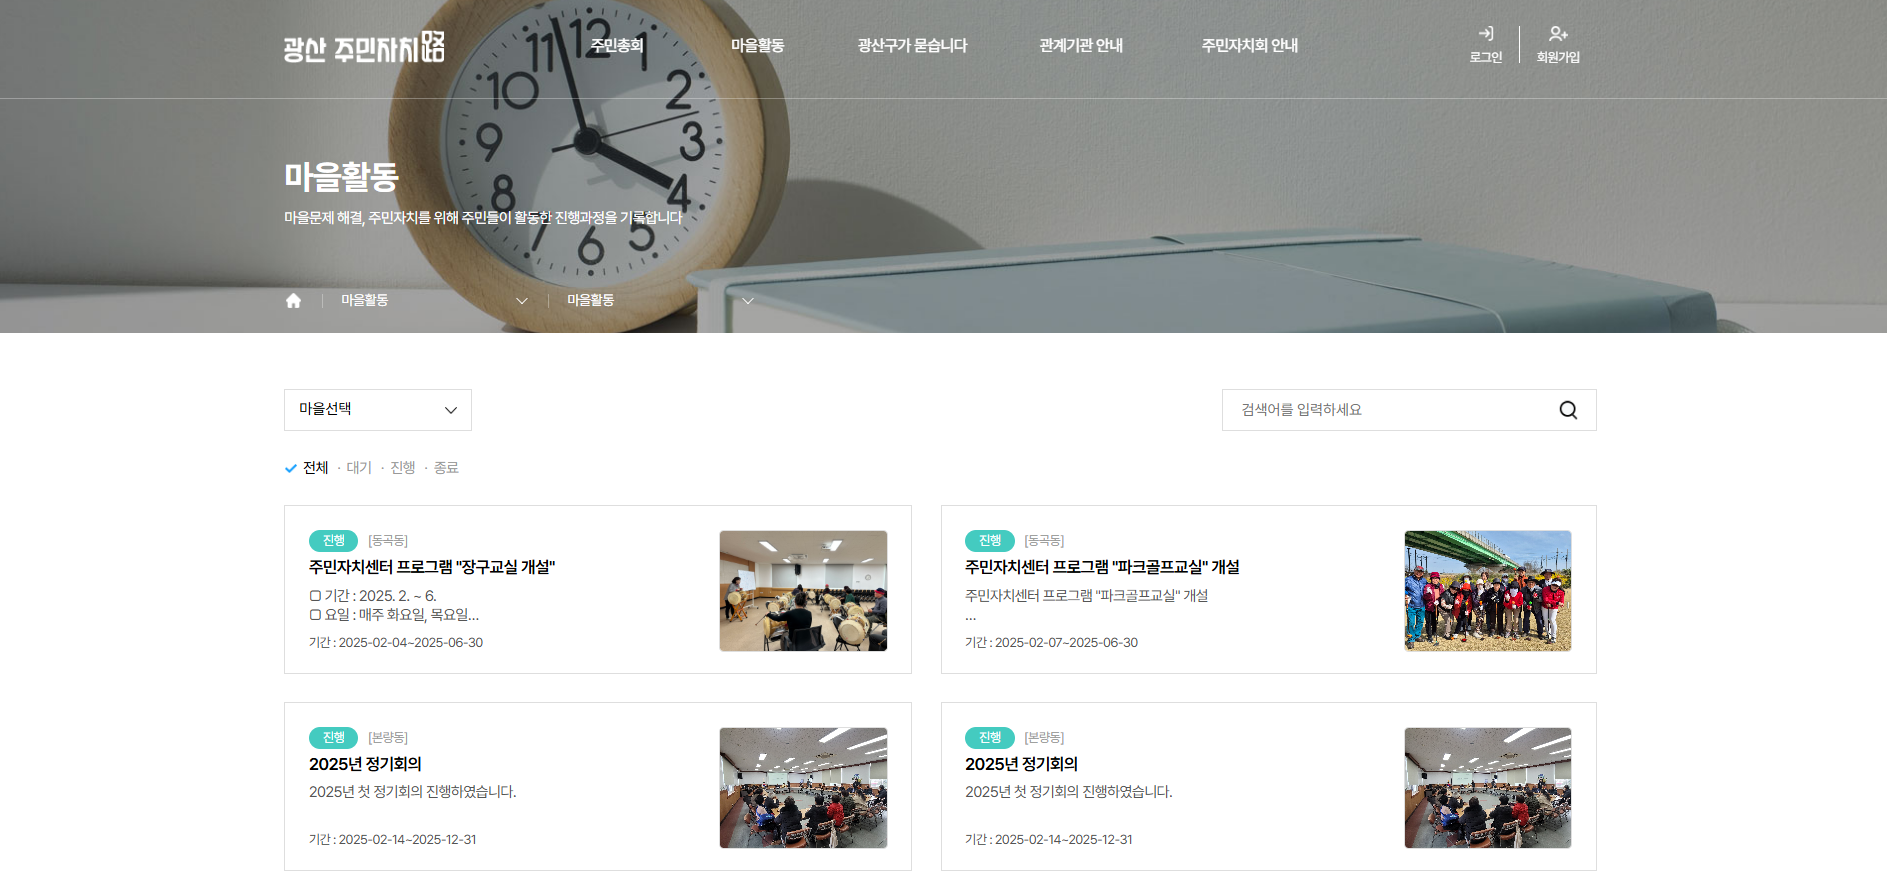 광산 주민자치
주민총회
마을활동
광산구가 묻습니다
관계기관 안내
주민자치회 안내
로그인
회원가입
11 12
10 2
9 3
8 4
7 6 5
마을활동
마을문제 해결, 주민자치를 위해 주민들이 활동한 진행과정을 기록합니다
마을활동
마을활동
마을선택
검색어를 입력하세요
전체 · 대기 · 진행 · 종료
진행 [동곡동]
주민자치센터 프로그램 "장구교실 개설"
▢ 기간 : 2025. 2. ~ 6.
▢ 요일 : 매주 화요일, 목요일...
기간 : 2025-02-04~2025-06-30
진행 [동곡동]
주민자치센터 프로그램 "파크골프교실" 개설
주민자치센터 프로그램 "파크골프교실" 개설
...
기간 : 2025-02-07~2025-06-30
진행 [본량동]
2025년 정기회의
2025년 첫 정기회의 진행하였습니다.
기간 : 2025-02-14~2025-12-31
진행 [본량동]
2025년 정기회의
2025년 첫 정기회의 진행하였습니다.
기간 : 2025-02-14~2025-12-31